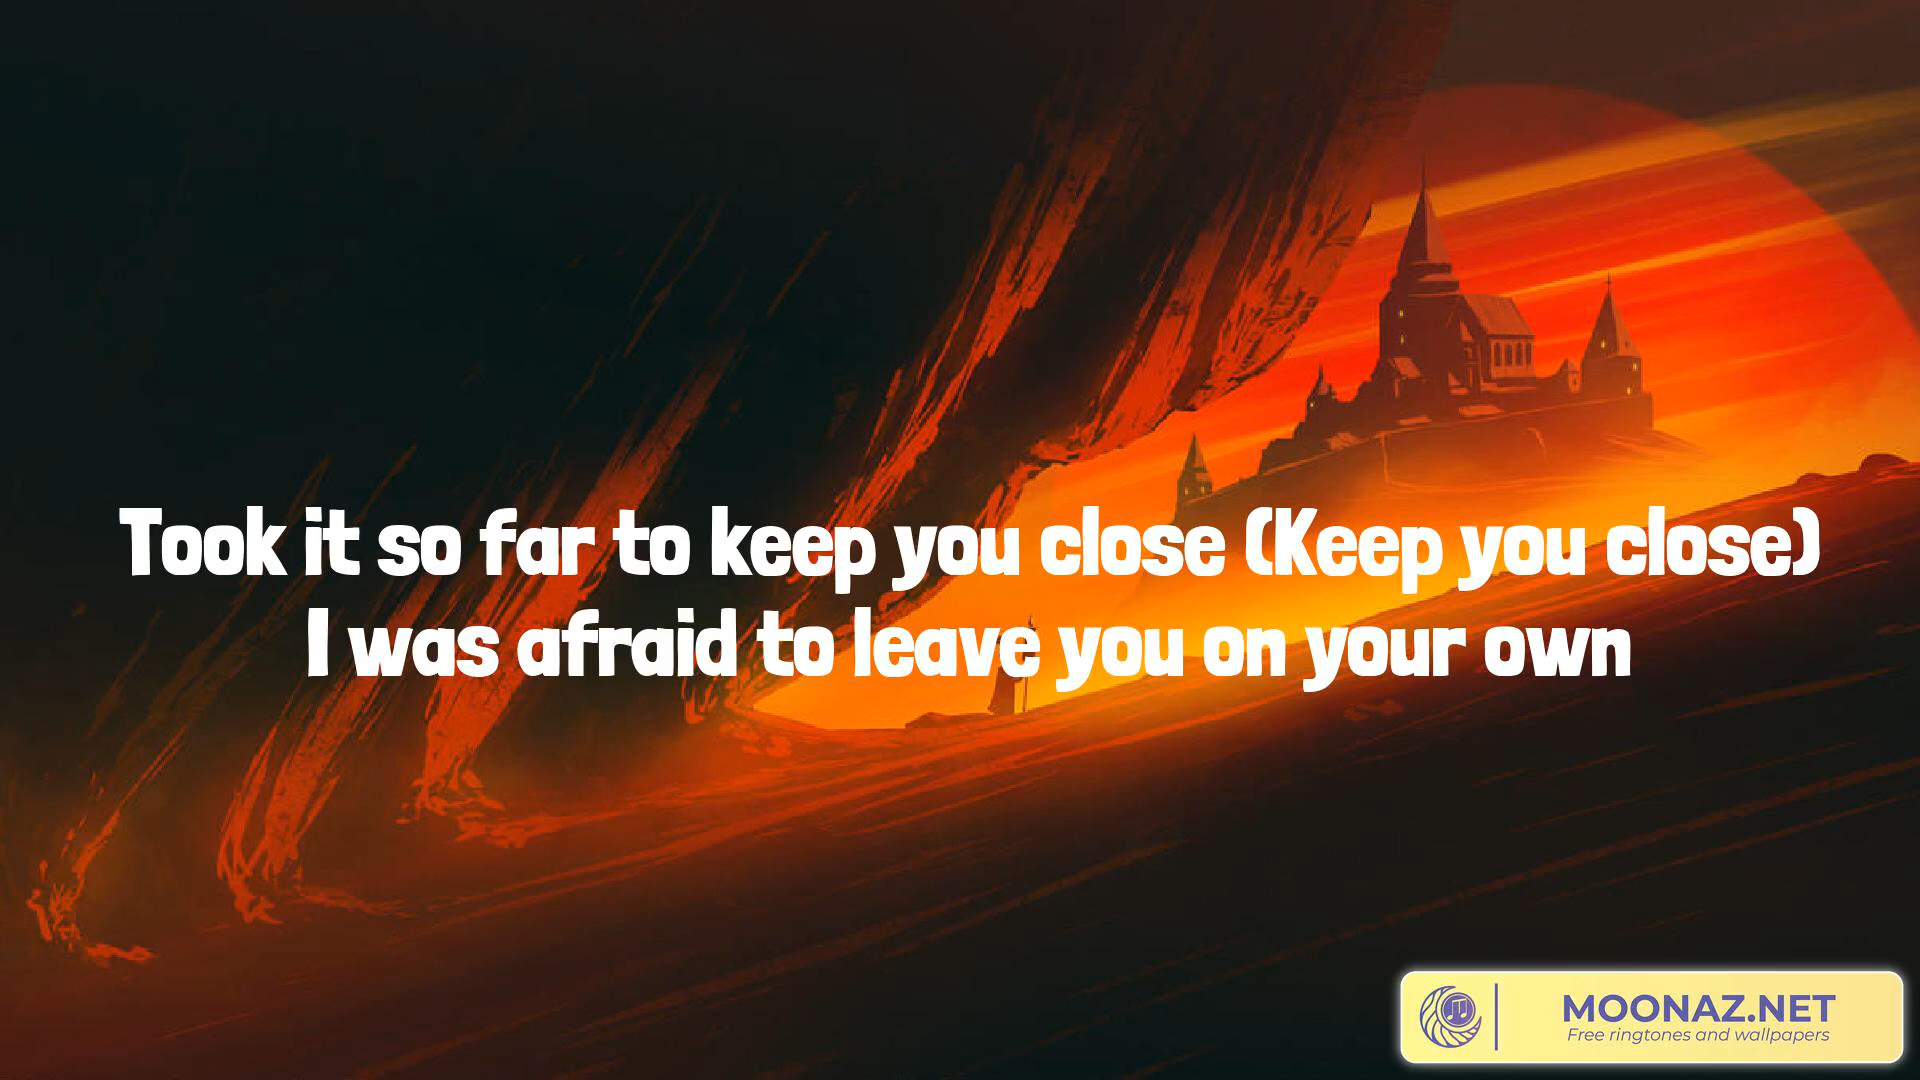 Took it so far to keep you close (Keep you close)
I was afraid to leave you on your own
MOONAZ.NET
Free ringtones and wallpapers